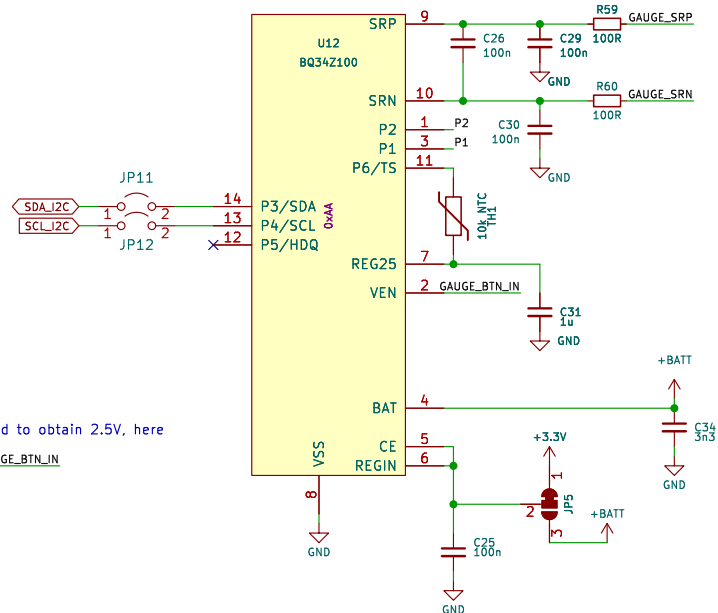 R59
9
SRP
GAUGE_SRP
100R
C26
100n
C29
100n
U12
BQ34Z100
GND
R60
10
SRN
GAUGE_SRN
100R
C30
100n
1
P2
P2
3
P1
P1
11
P6/TS
GND
JP11
SDA_I2C
1
2
14
P3/SDA
SCL_I2C
1
2
13
P4/SCL
JP12
12
P5/HDQ
0xAA
10k_NTC
TH1
7
REG25
2
VEN
GAUGE_BTN_IN
C31
1u
GND
+BATT
4
BAT
C34
3n3
GND
d to obtain 2.5V, here
GE_BTN_IN
5
CE
6
REGIN
VSS
8
GND
+3.3V
1
2
JP5
3
+BATT
C25
100n
GND